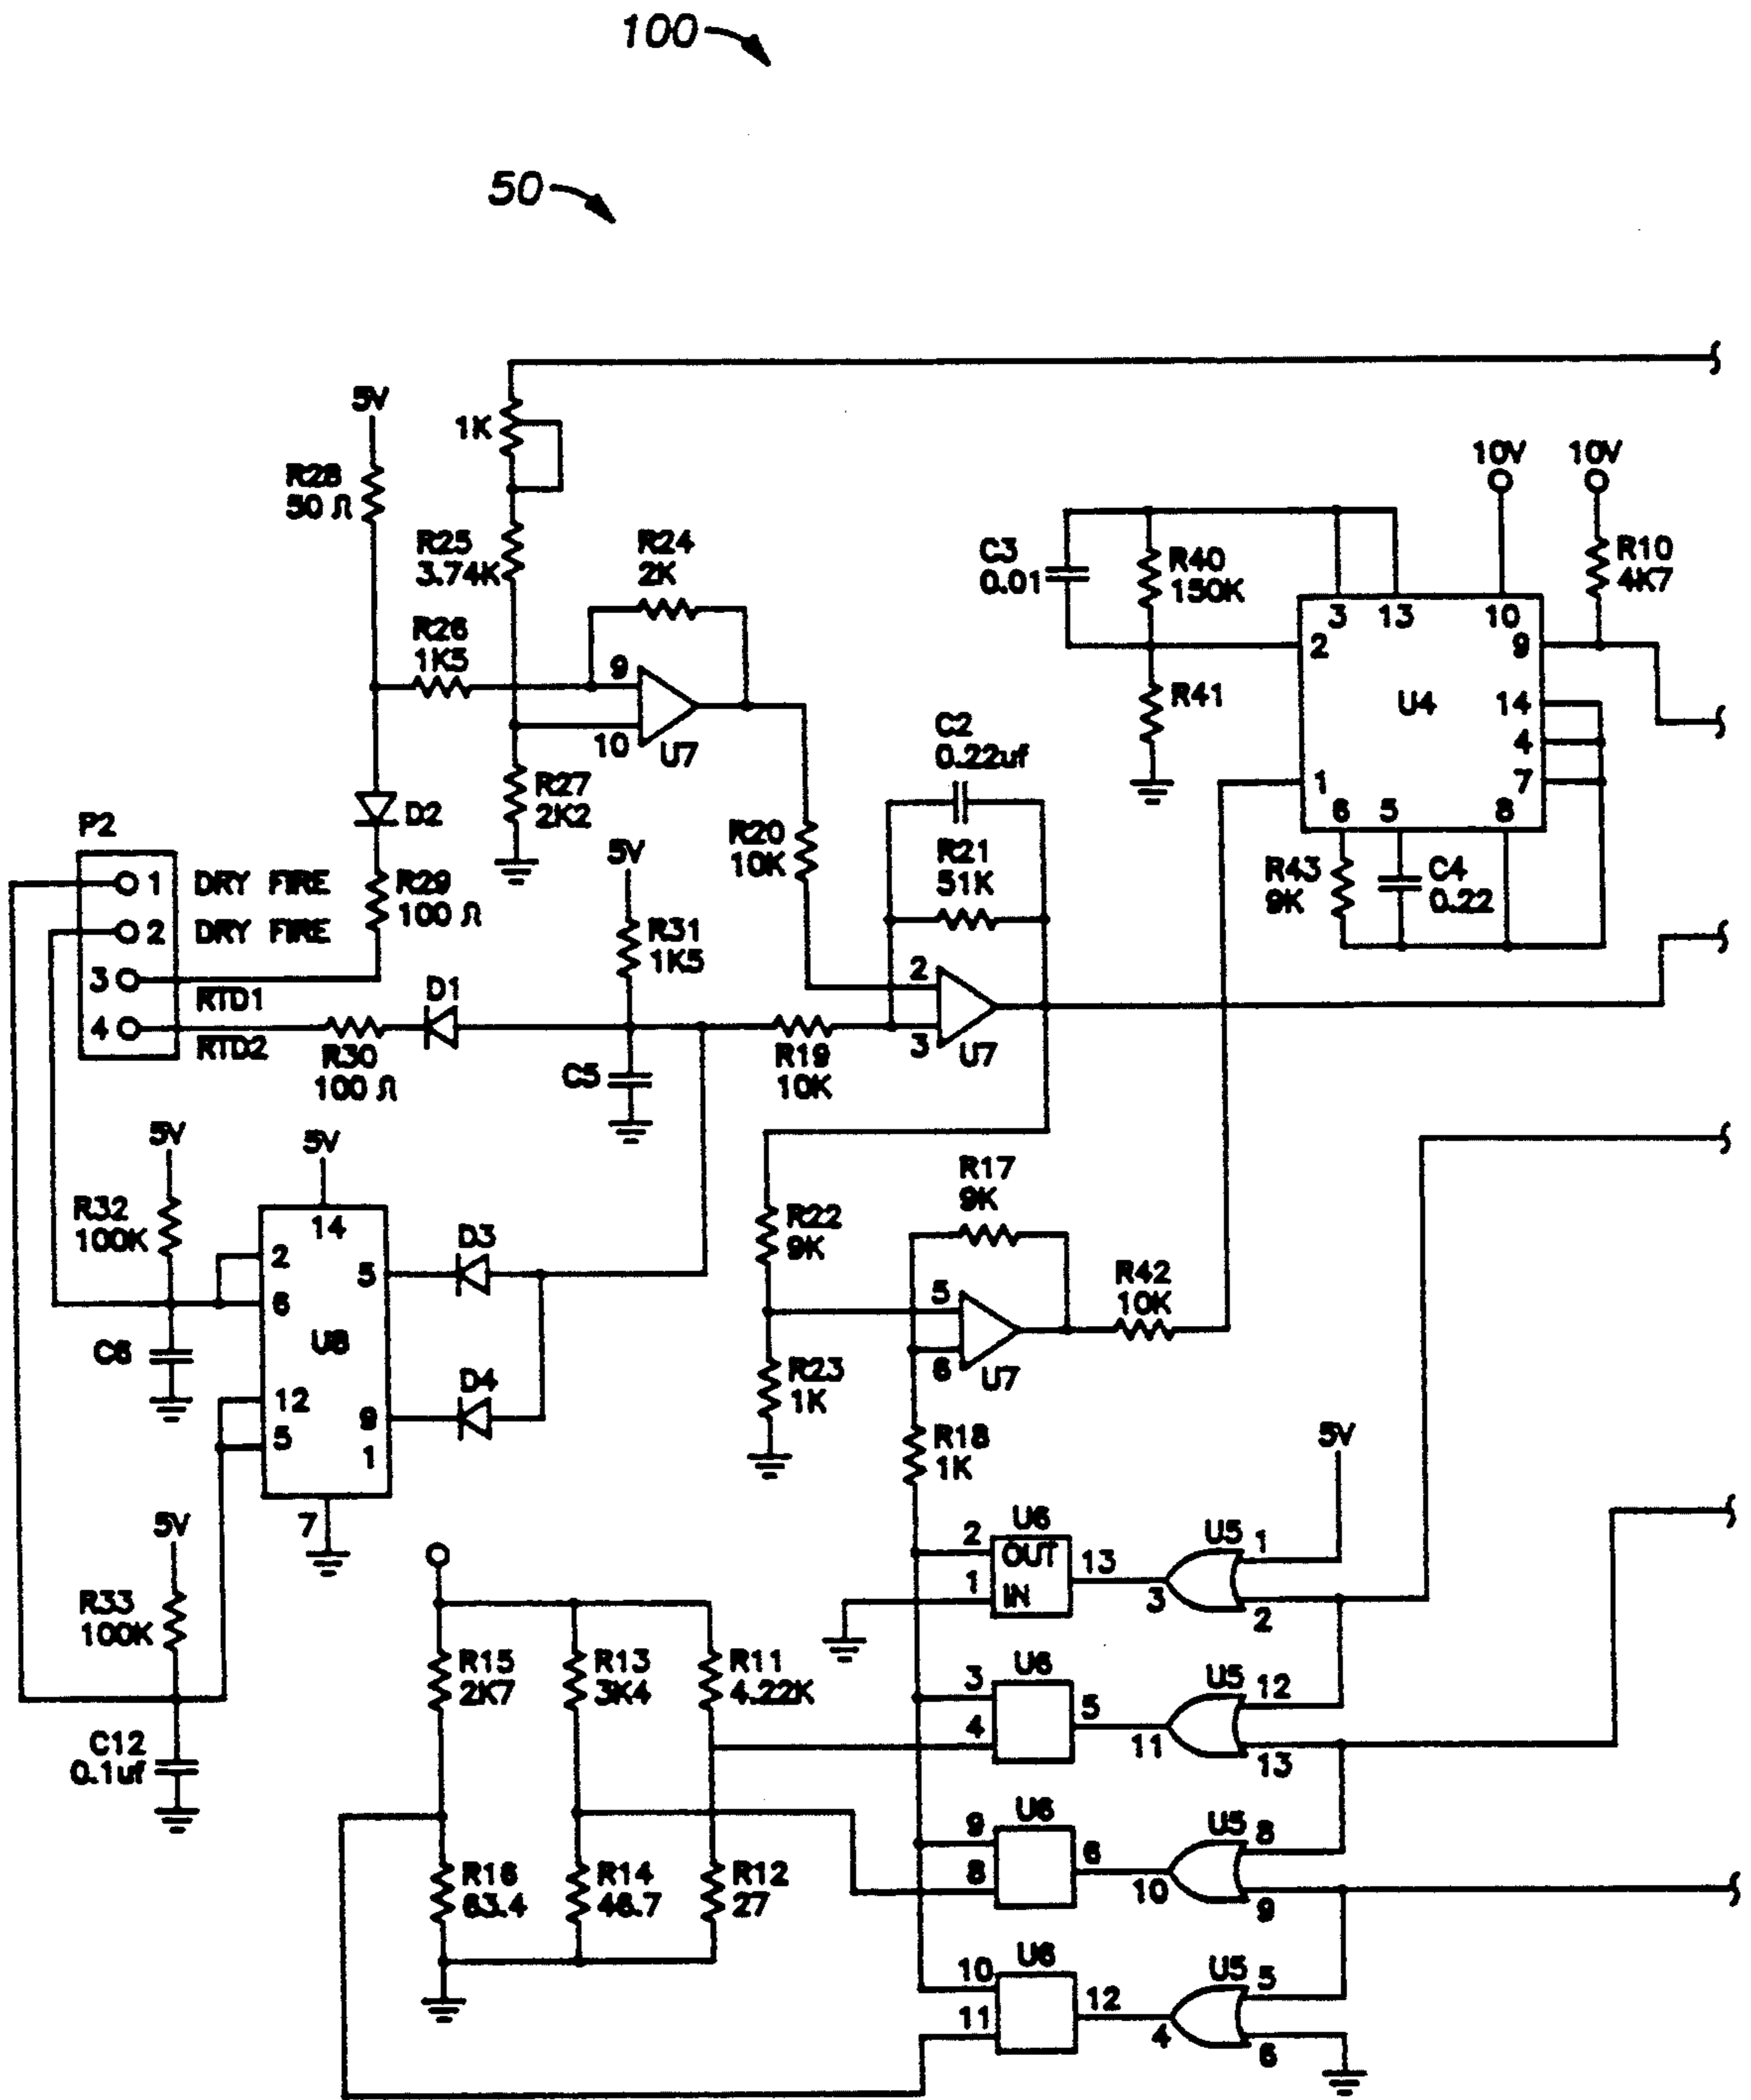 100
50
5V
1K
R28
50 Ω
10V
10V
R25
3.74K
R24
2K
C3
0.01
R40
150K
R10
4K7
3
13
10
R26
1K5
9
2
9
R41
U4
14
10
U7
C2
0.22uf
4
R27
2K2
1
7
D2
6
5
8
P2
R20
10K
5V
R21
51K
R43
9K
C4
0.22
1
DRY FIRE
R29
100 Ω
2
DRY FIRE
R31
1K5
3
RTD1
D1
2
4
RTD2
R30
100 Ω
C5
R19
10K
3
U7
5V
5V
R17
9K
R32
100K
14
D3
R22
9K
2
5
R42
10K
5
6
U8
C6
6
U7
D4
R23
1K
12
9
5
1
R18
1K
5V
7
5V
U6
U5
2
OUT
13
1
1
IN
3
2
R33
100K
R15
2K7
R13
3K4
R11
4.22K
U6
U5
3
5
12
4
11
13
C12
0.1uf
U6
U5
9
6
8
8
10
9
R16
63.4
R14
46.7
R12
27
U6
U5
10
12
5
11
4
6